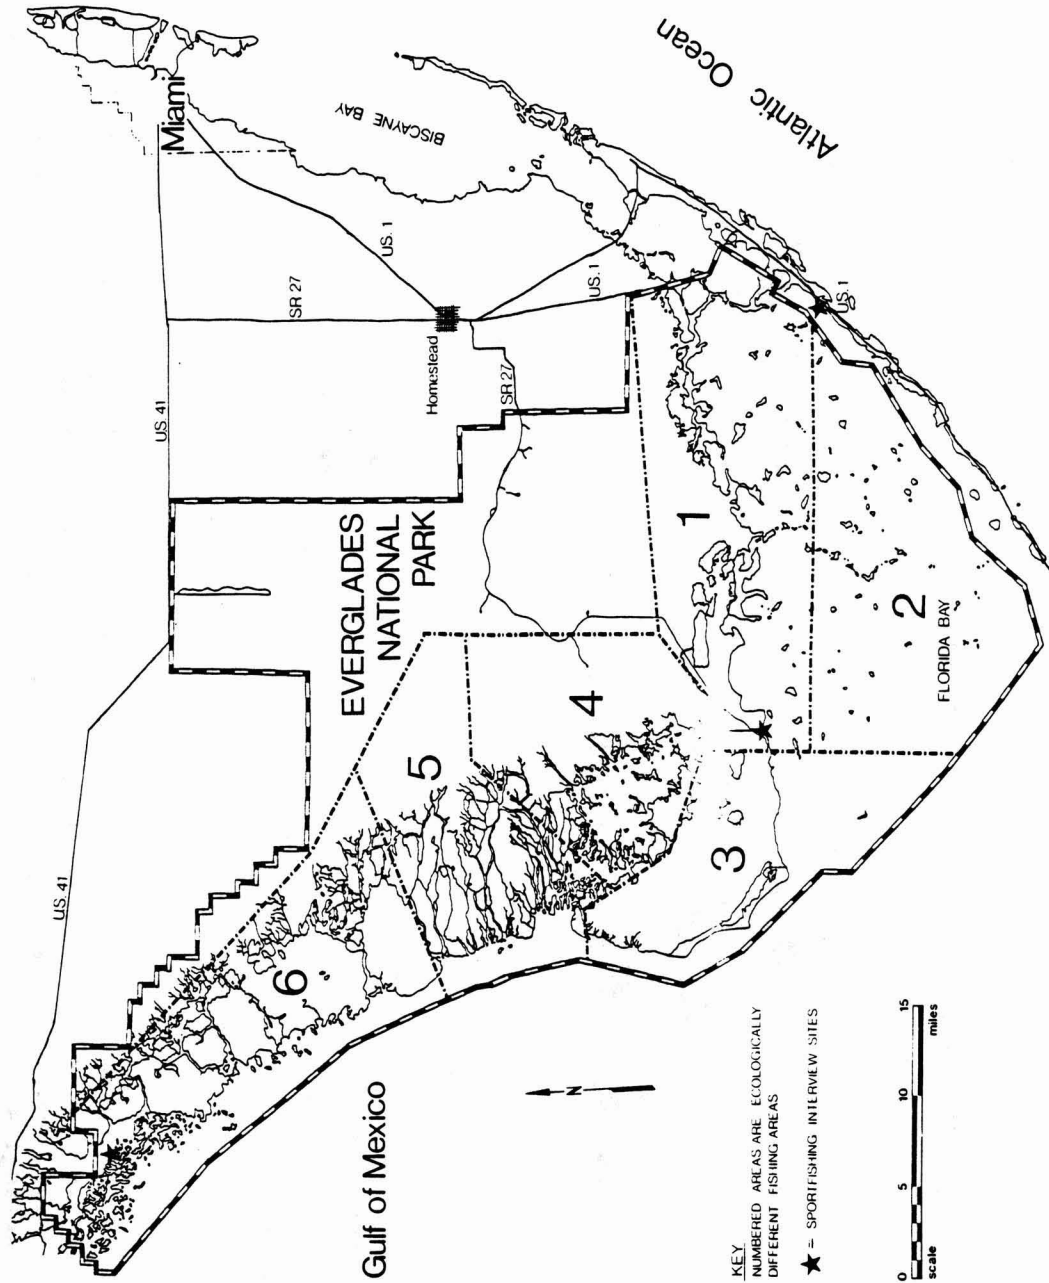 Atlantic Ocean
Miami
BISCAYNE BAY
US. 1
SR 27
US. 41
Homestead
SR 27
US. 1
US. 1
EVERGLADES
NATIONAL
PARK
1
2
FLORIDA BAY
3
4
5
6
US. 41
Gulf of Mexico
N
KEY
NUMBERED AREAS ARE ECOLOGICALLY
DIFFERENT FISHING AREAS
★ = SPORTFISHING INTERVIEW SITES
0 5 10 15
scale miles